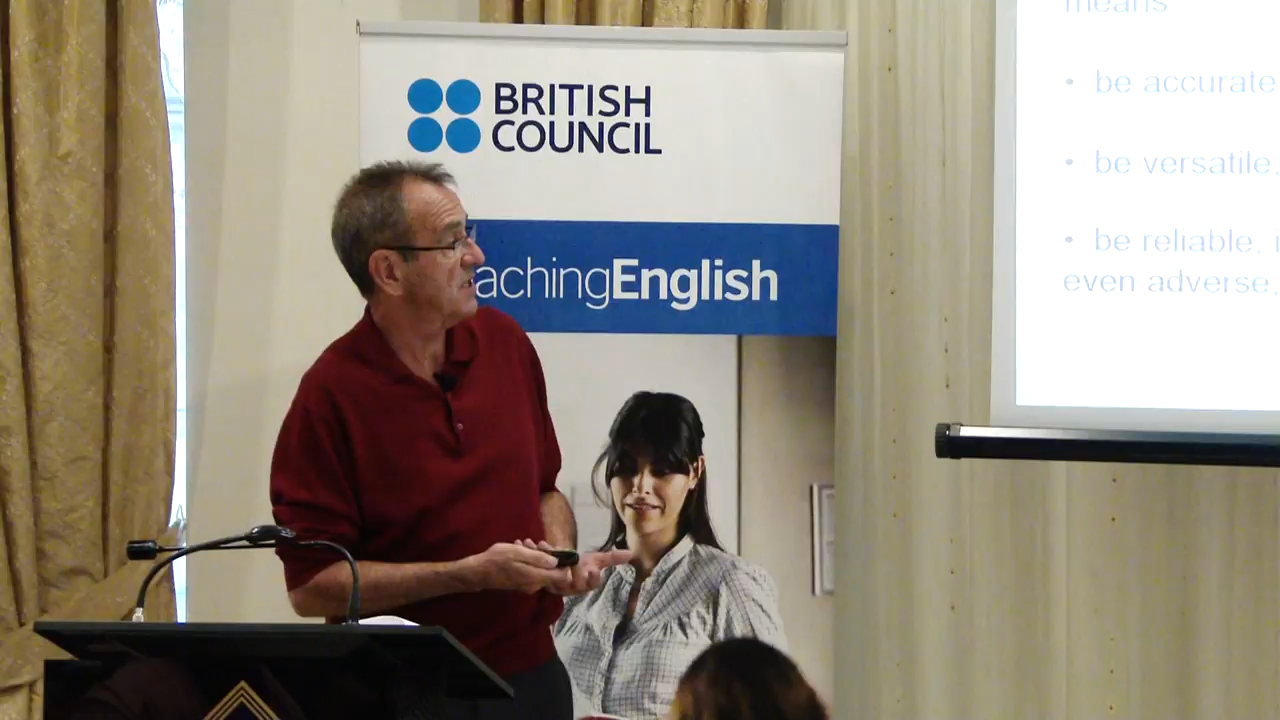 BRITISH
COUNCIL
achingEnglish
means
• be accurate
• be versatile,
• be reliable,
even adverse,